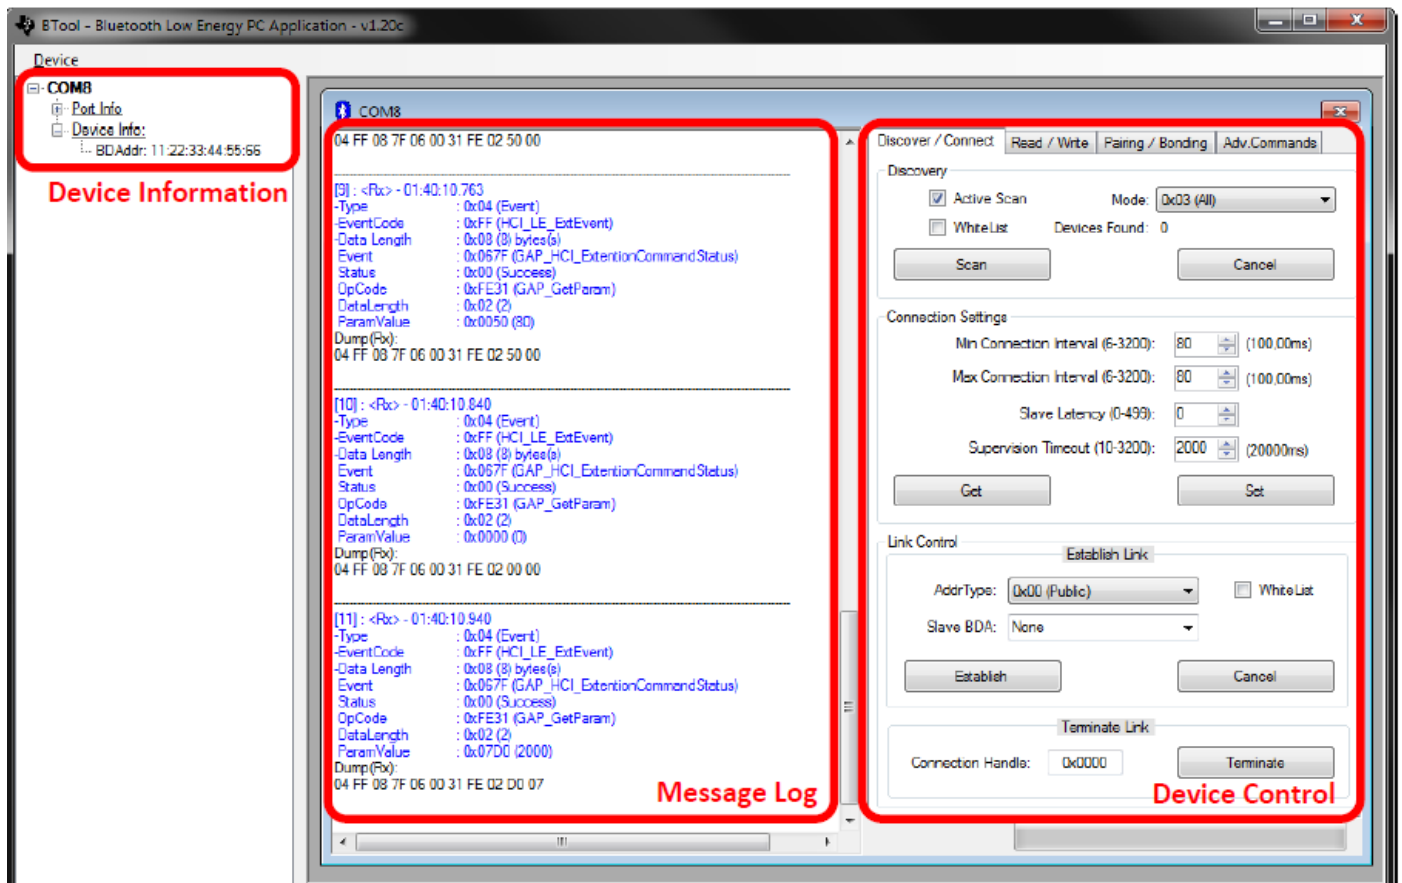 BTool - Bluetooth Low Energy PC Application - v1.20c
Device
COM8
Port Info
Device Info:
BDAddr: 11:22:33:44:55:66
Device Information
COM8
04 FF 08 7F 06 00 31 FE 02 50 00
[9] : <Rx> - 01:40:10.763
-Type : 0x04 (Event)
-EventCode : 0xFF (HCI_LE_ExtEvent)
-Data Length : 0x08 (8) bytes(s)
Event : 0x067F (GAP_HCI_ExtentionCommandStatus)
Status : 0x00 (Success)
OpCode : 0xFE31 (GAP_GetParam)
DataLength : 0x02 (2)
ParamValue : 0x0050 (80)
Dump(Rx):
04 FF 08 7F 06 00 31 FE 02 50 00
[10] : <Rx> - 01:40:10.840
-Type : 0x04 (Event)
-EventCode : 0xFF (HCI_LE_ExtEvent)
-Data Length : 0x08 (8) bytes(s)
Event : 0x067F (GAP_HCI_ExtentionCommandStatus)
Status : 0x00 (Success)
OpCode : 0xFE31 (GAP_GetParam)
DataLength : 0x02 (2)
ParamValue : 0x0000 (0)
Dump(Rx):
04 FF 08 7F 06 00 31 FE 02 00 00
[11] : <Rx> - 01:40:10.940
-Type : 0x04 (Event)
-EventCode : 0xFF (HCI_LE_ExtEvent)
-Data Length : 0x08 (8) bytes(s)
Event : 0x067F (GAP_HCI_ExtentionCommandStatus)
Status : 0x00 (Success)
OpCode : 0xFE31 (GAP_GetParam)
DataLength : 0x02 (2)
ParamValue : 0x07D0 (2000)
Dump(Rx):
04 FF 08 7F 06 00 31 FE 02 D0 07
Message Log
Discover / Connect Read / Write Pairing / Bonding Adv.Commands
Discovery
Active Scan Mode: 0x03 (All)
WhiteList Devices Found: 0
Scan Cancel
Connection Settings
Min Connection Interval (6-3200): 80 (100.00ms)
Max Connection Interval (6-3200): 80 (100.00ms)
Slave Latency (0-499): 0
Supervision Timeout (10-3200): 2000 (20000ms)
Get Set
Link Control
Establish Link
AddrType: 0x00 (Public) WhiteList
Slave BDA: None
Establish Cancel
Terminate Link
Connection Handle: 0x0000 Terminate
Device Control